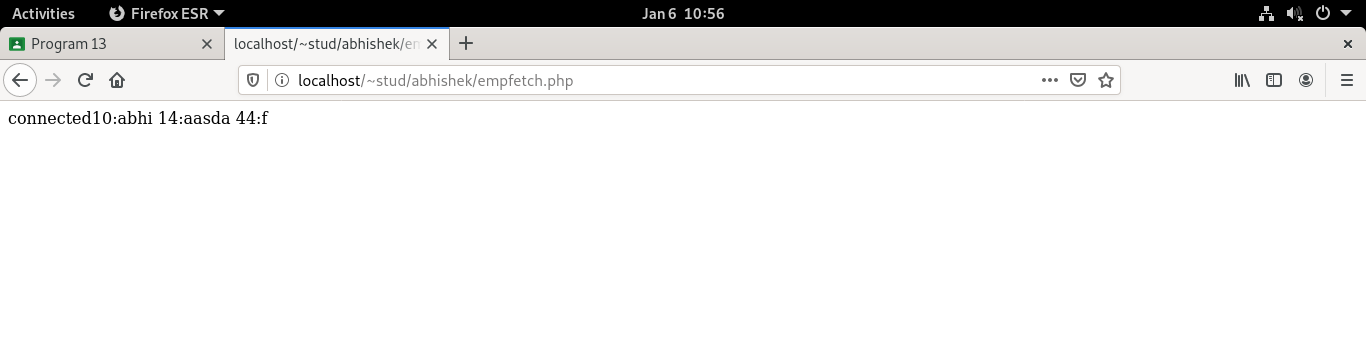 Activities Firefox ESR Jan 6 10:56
Program 13 localhost/~stud/abhishek/em
localhost/~stud/abhishek/empfetch.php
connected10:abhi 14:aasda 44:f